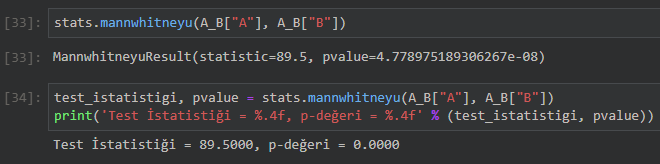 [33]: stats.mannwhitneyu(A_B["A"], A_B["B"])
[33]: MannwhitneyuResult(statistic=89.5, pvalue=4.778975189306267e-08)
[34]: test_istatistigi, pvalue = stats.mannwhitneyu(A_B["A"], A_B["B"])
print('Test İstatistiği = %.4f, p-değeri = %.4f' % (test_istatistigi, pvalue))
Test İstatistiği = 89.5000, p-değeri = 0.0000